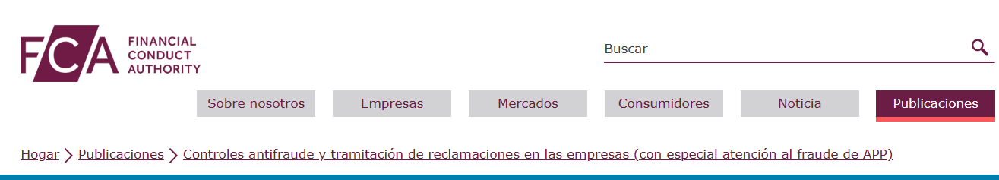 FCA
FINANCIAL
CONDUCT
AUTHORITY
Buscar
Sobre nosotros Empresas Mercados Consumidores Noticia Publicaciones
Hogar > Publicaciones > Controles antifraude y tramitación de reclamaciones en las empresas (con especial atención al fraude de APP)